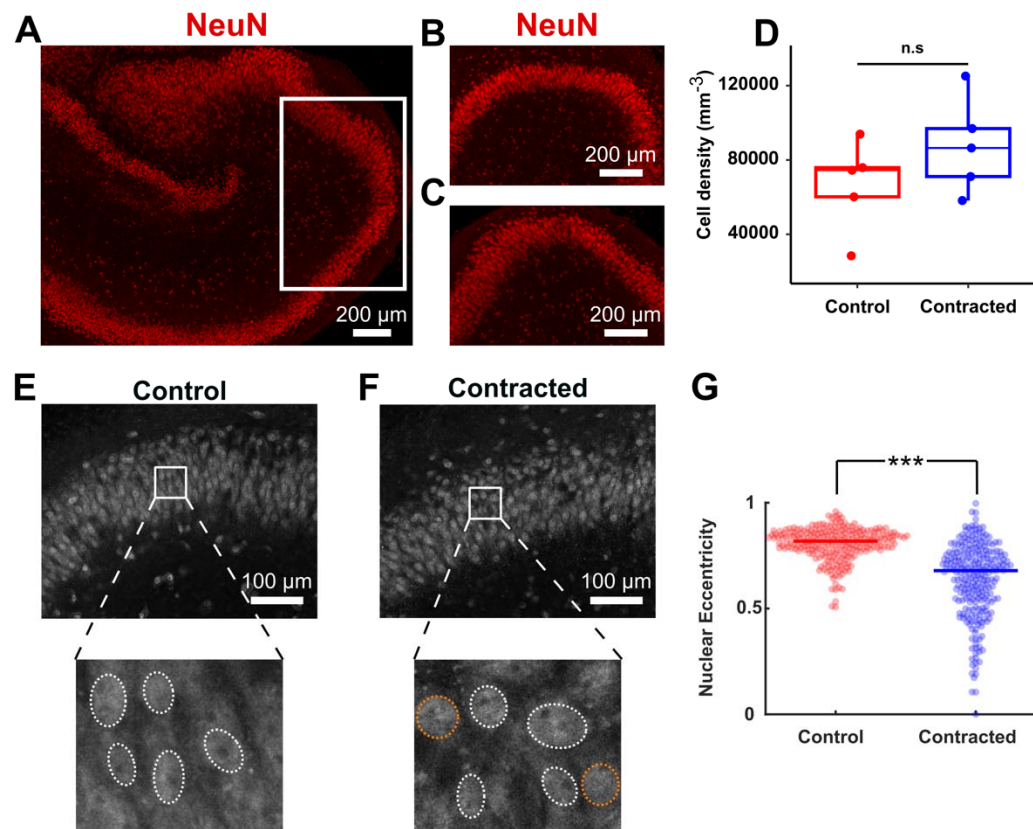 A
NeuN
200 µm
B
NeuN
200 µm
C
200 µm
D
n.s
Cell density (mm-3)
120000
80000
40000
Control
Contracted
E
Control
100 µm
F
Contracted
100 µm
G
***
Nuclear Eccentricity
1
0.5
0
Control
Contracted